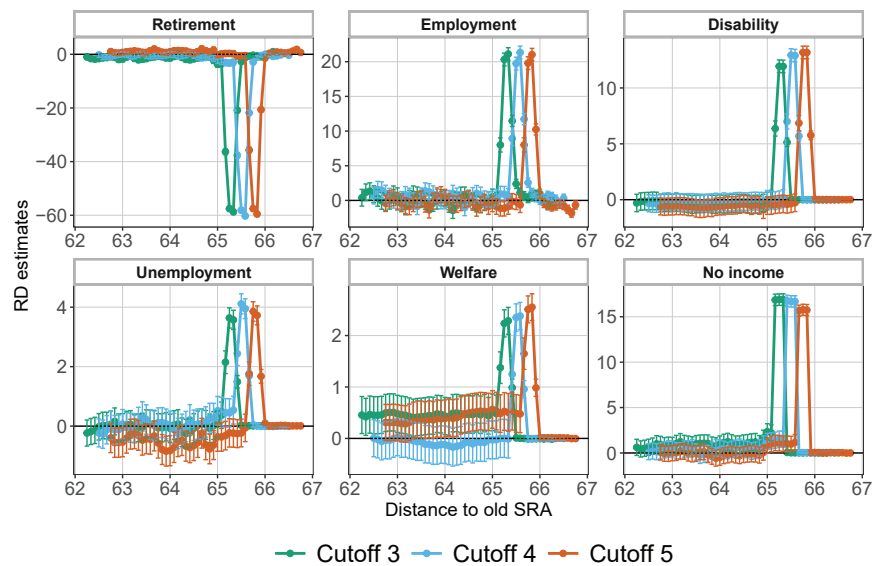 Retirement Employment Disability
0 −20 −40 −60
20 15 10 5 0
10 5 0
62 63 64 65 66 67 62 63 64 65 66 67 62 63 64 65 66 67
Unemployment Welfare No income
4 2 0
2 1 0
15 10 5 0
62 63 64 65 66 67 62 63 64 65 66 67 62 63 64 65 66 67
RD estimates
Distance to old SRA
Cutoff 3 Cutoff 4 Cutoff 5